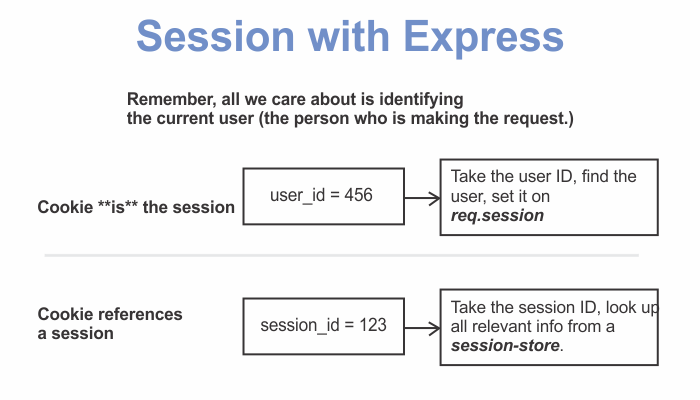 Session with Express
Remember, all we care about is identifying
the current user (the person who is making the request.)
Cookie **is** the session
user_id = 456
Take the user ID, find the
user, set it on
req.session
Cookie references
a session
session_id = 123
Take the session ID, look up
all relevant info from a
session-store.